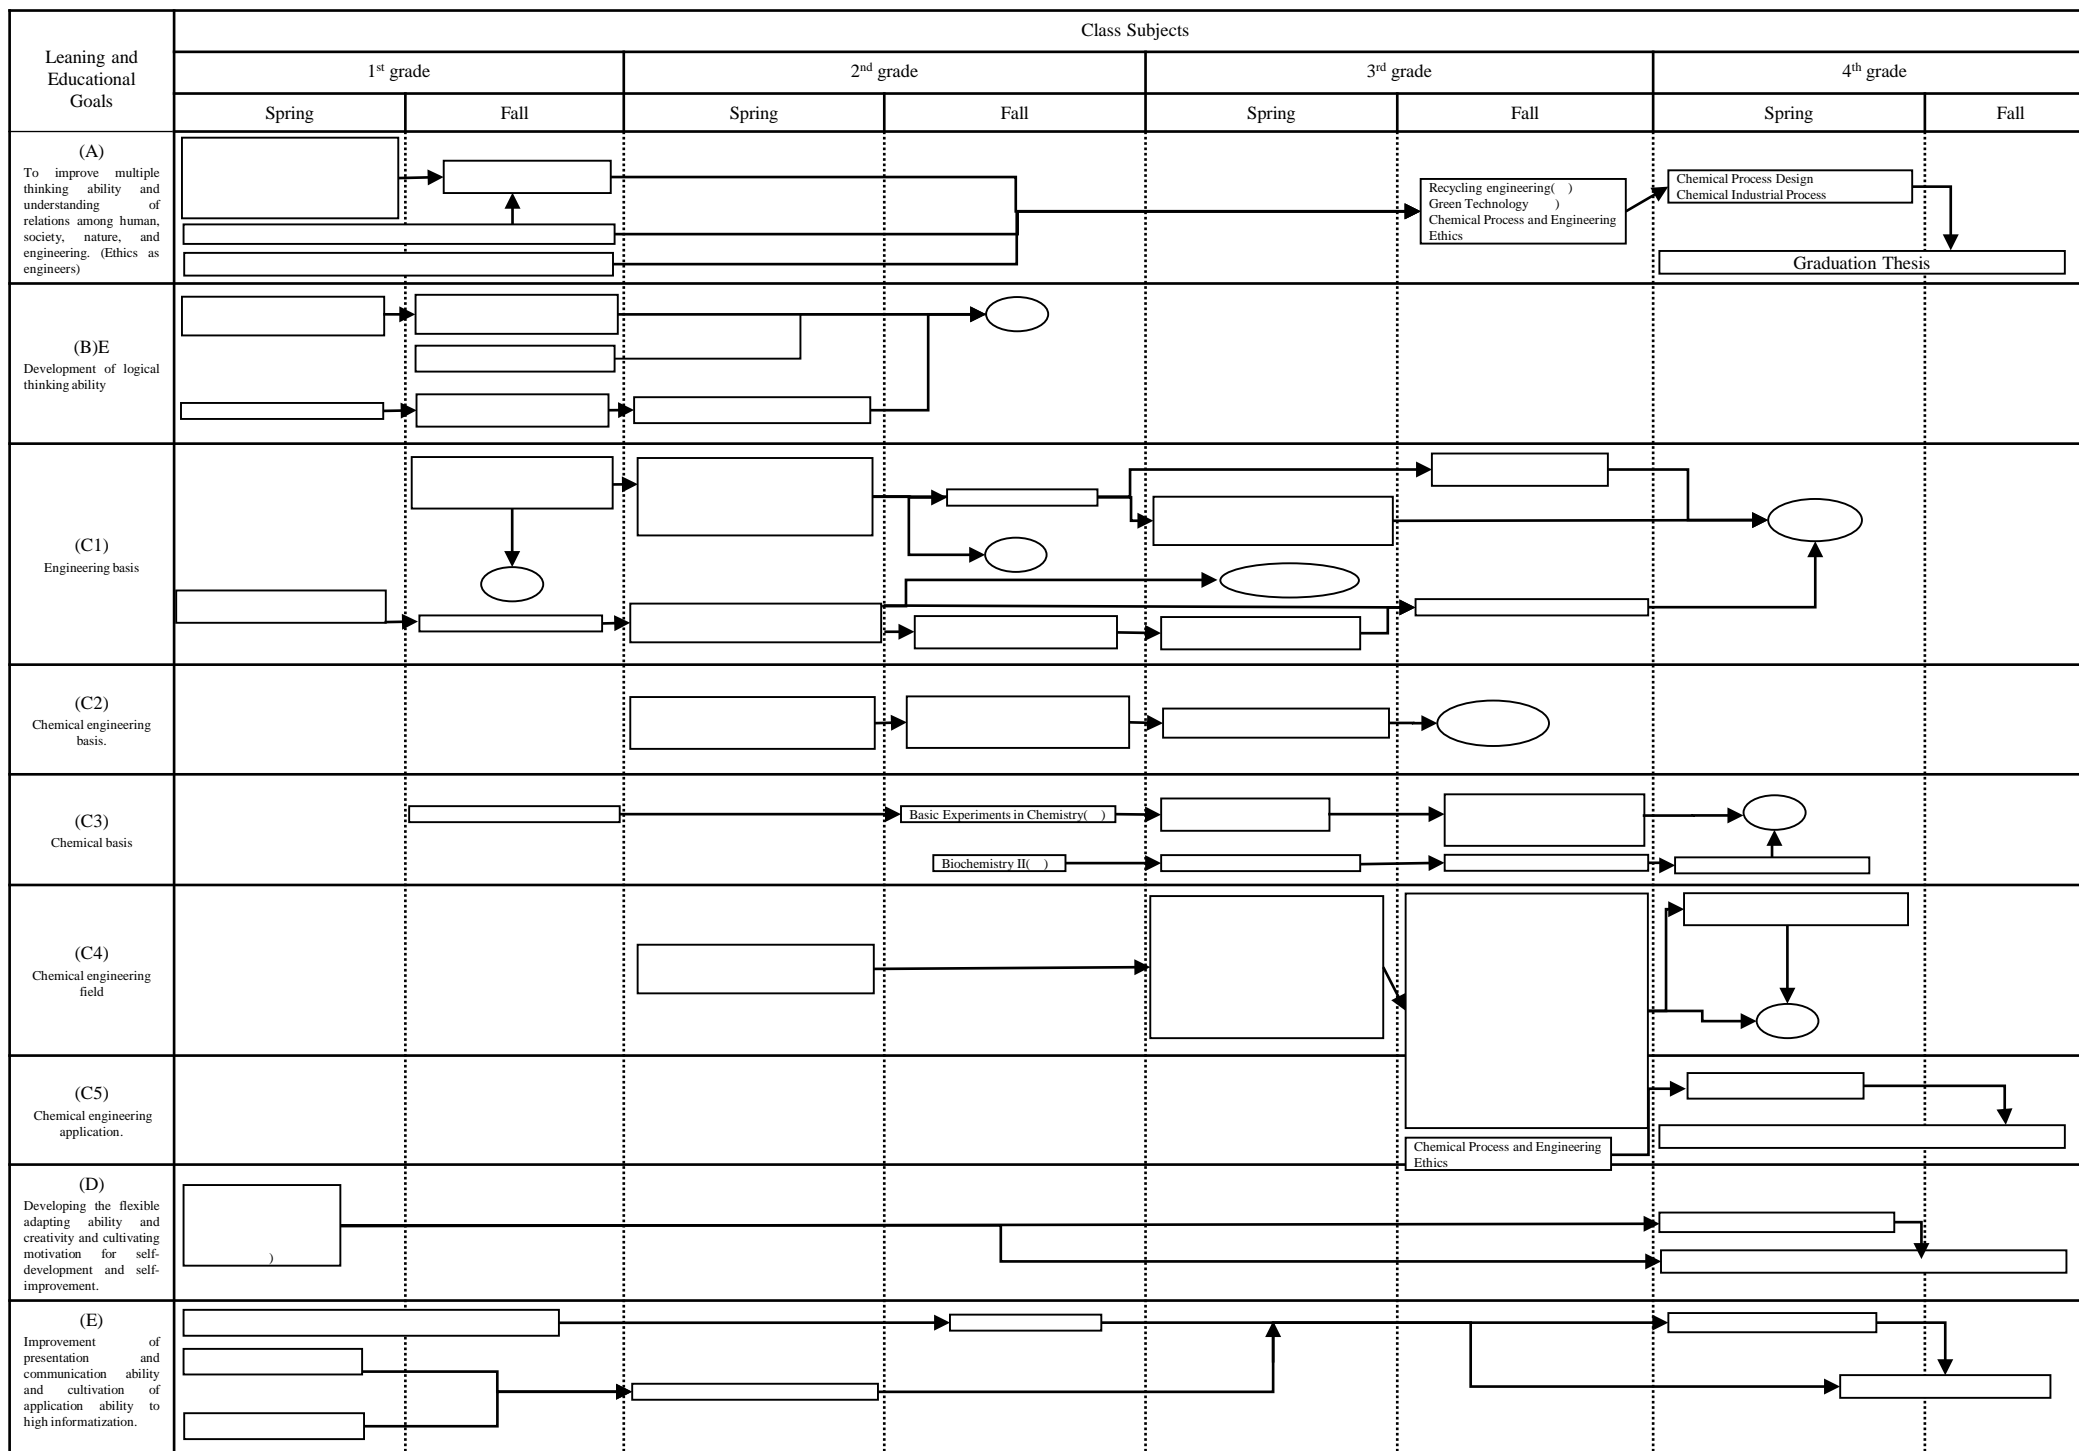 Leaning and
Educational
Goals
Class Subjects
1st grade
2nd grade
3rd grade
4th grade
Spring
Fall
Spring
Fall
Spring
Fall
Spring
Fall
(A)
To improve multiple
thinking ability and
understanding of
relations among human,
society, nature, and
engineering. (Ethics as
engineers)
Recycling engineering(   )
Green Technology      )
Chemical Process and Engineering
Ethics
Chemical Process Design
Chemical Industrial Process
Graduation Thesis
(B)E
Development of logical
thinking ability
(C1)
Engineering basis
(C2)
Chemical engineering
basis.
(C3)
Chemical basis
Basic Experiments in Chemistry(   )
Biochemistry II(   )
(C4)
Chemical engineering
field
(C5)
Chemical engineering
application.
Chemical Process and Engineering
Ethics
(D)
Developing the flexible
adapting ability and
creativity and cultivating
motivation for self-
development and self-
improvement.
)
(E)
Improvement of
presentation and
communication ability
and cultivation of
application ability to
high informatization.